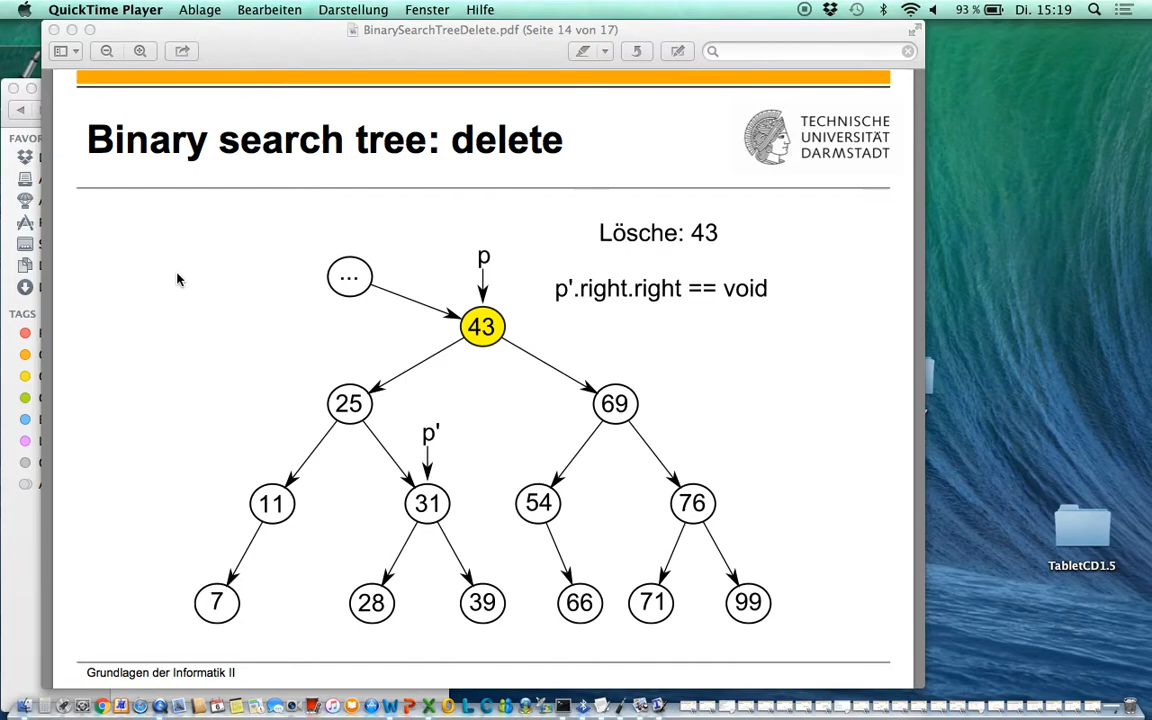 QuickTime Player Ablage Bearbeiten Darstellung Fenster Hilfe 93 % Di. 15:19
BinarySearchTreeDelete.pdf (Seite 14 von 17)
FAVOR
Binary search tree: delete
TECHNISCHE
UNIVERSITÄT
DARMSTADT
Lösche: 43
p
...
p'.right.right == void
43
TAGS
25
69
p'
11
31
54
76
TabletCD1.5
7
28
39
66
71
99
Grundlagen der Informatik II